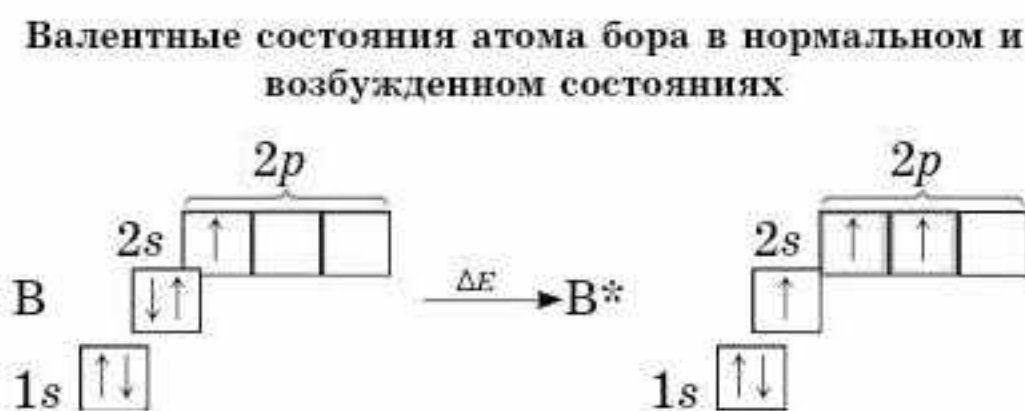 Валентные состояния атома бора в нормальном и
возбужденном состояниях
2p 2p
2s ↑ 2s ↑ ↑
B ↓↑ ΔE B* ↑
1s ↑↓ 1s ↑↓